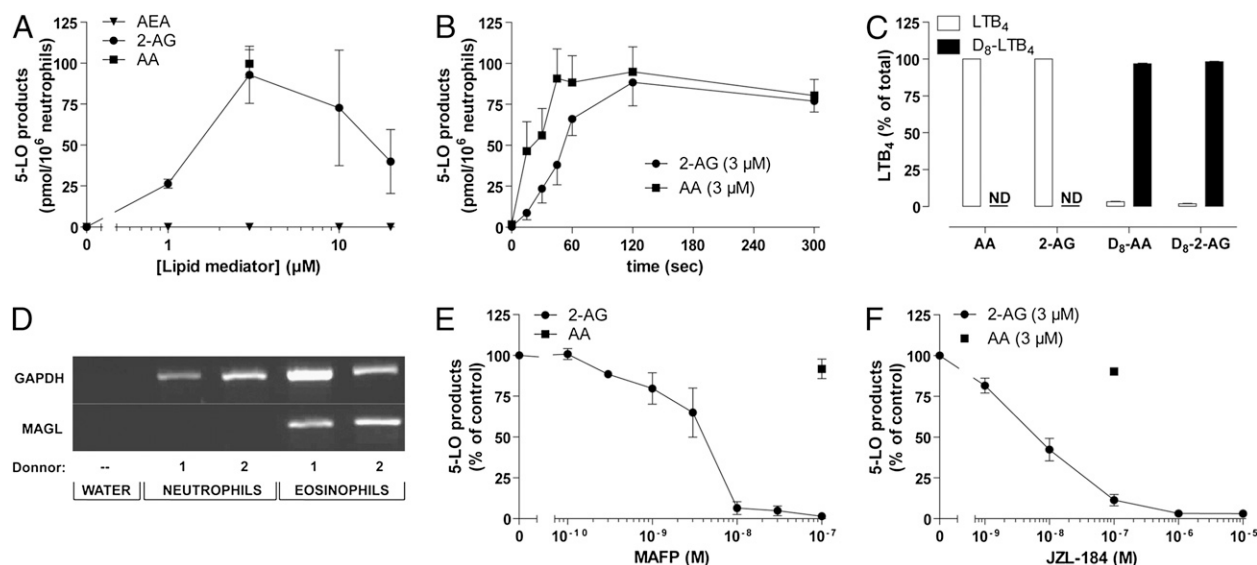 A
AEA
2-AG
AA
5-LO products
(pmol/10⁶ neutrophils)
125
100
75
50
25
0
0 1 10
[Lipid mediator] (µM)
B
5-LO products
(pmol/10⁶ neutrophils)
125
100
75
50
25
0
2-AG (3 µM)
AA (3 µM)
0 60 120 180 240 300
time (sec)
C
LTB₄
D₈-LTB₄
LTB₄ (% of total)
125
100
75
50
25
0
ND ND
AA 2-AG D₈-AA D₈-2-AG
D
GAPDH
MAGL
Donnor: -- 1 2 1 2
WATER NEUTROPHILS EOSINOPHILS
E
2-AG
AA
5-LO products
(% of control)
125
100
75
50
25
0
0 10⁻¹⁰ 10⁻⁹ 10⁻⁸ 10⁻⁷
MAFP (M)
F
2-AG (3 µM)
AA (3 µM)
5-LO products
(% of control)
125
100
75
50
25
0
0 10⁻⁹ 10⁻⁸ 10⁻⁷ 10⁻⁶ 10⁻⁵
JZL-184 (M)